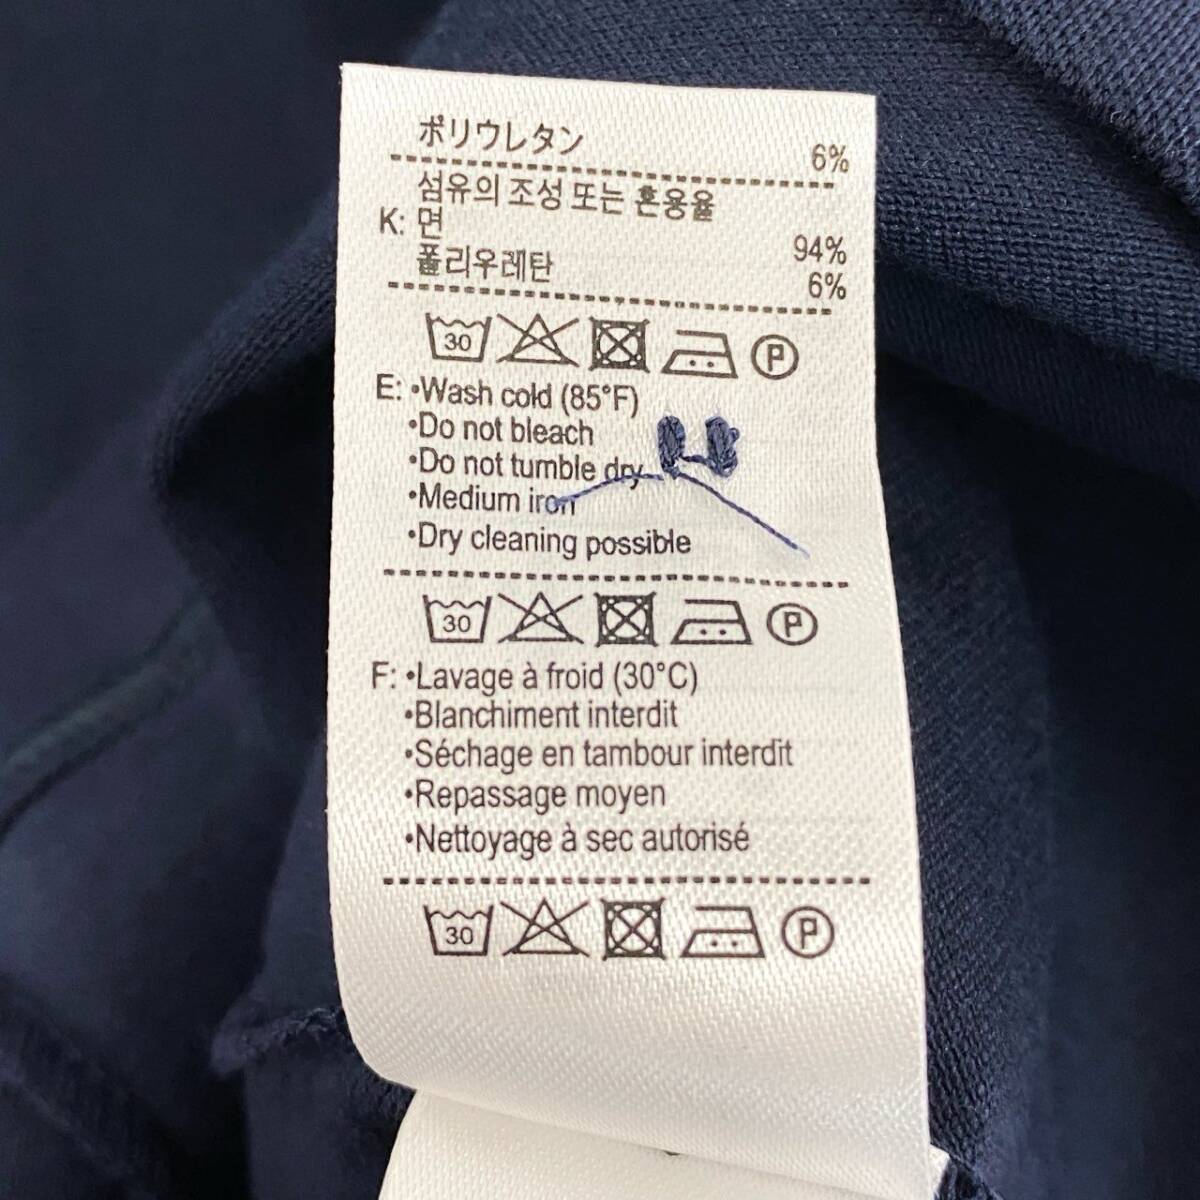 ポリウレタン 6%
섬유의 조성 또는 혼용율
K: 면 94%
폴리우레탄 6%
30 P
E: •Wash cold (85°F)
•Do not bleach
•Do not tumble dry
•Medium iron
•Dry cleaning possible
30 P
F: •Lavage à froid (30°C)
•Blanchiment interdit
•Séchage en tambour interdit
•Repassage moyen
•Nettoyage à sec autorisé
30 P